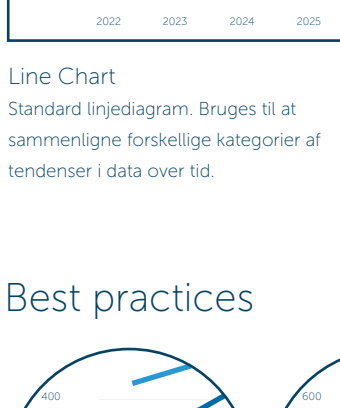 2022 2023 2024 2025
Line Chart
Standard linjediagram. Bruges til at
sammenligne forskellige kategorier af
tendenser i data over tid.
Best practices
400 600